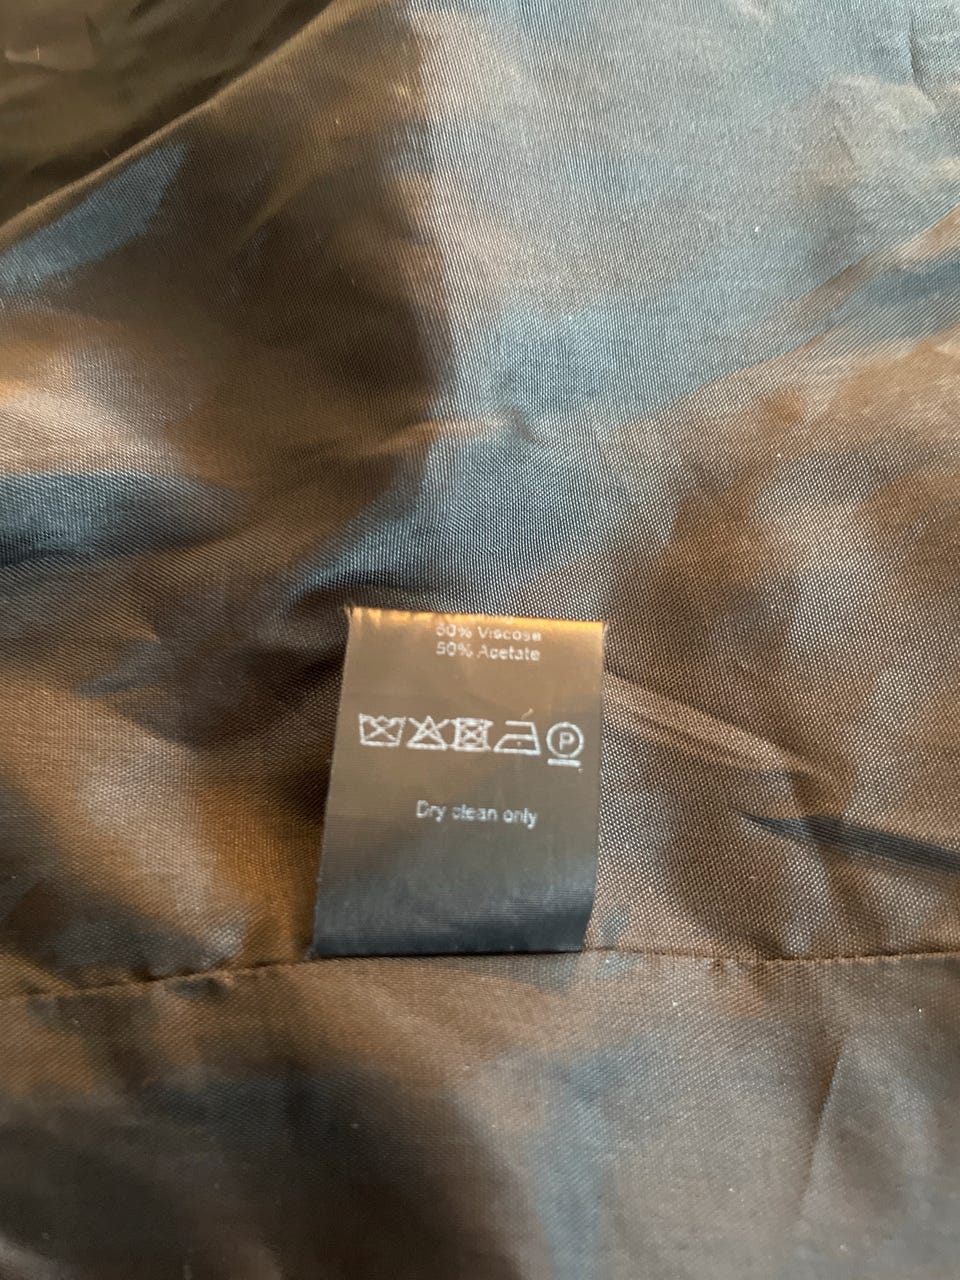 50% Viscose
50% Acetate
P
Dry clean only